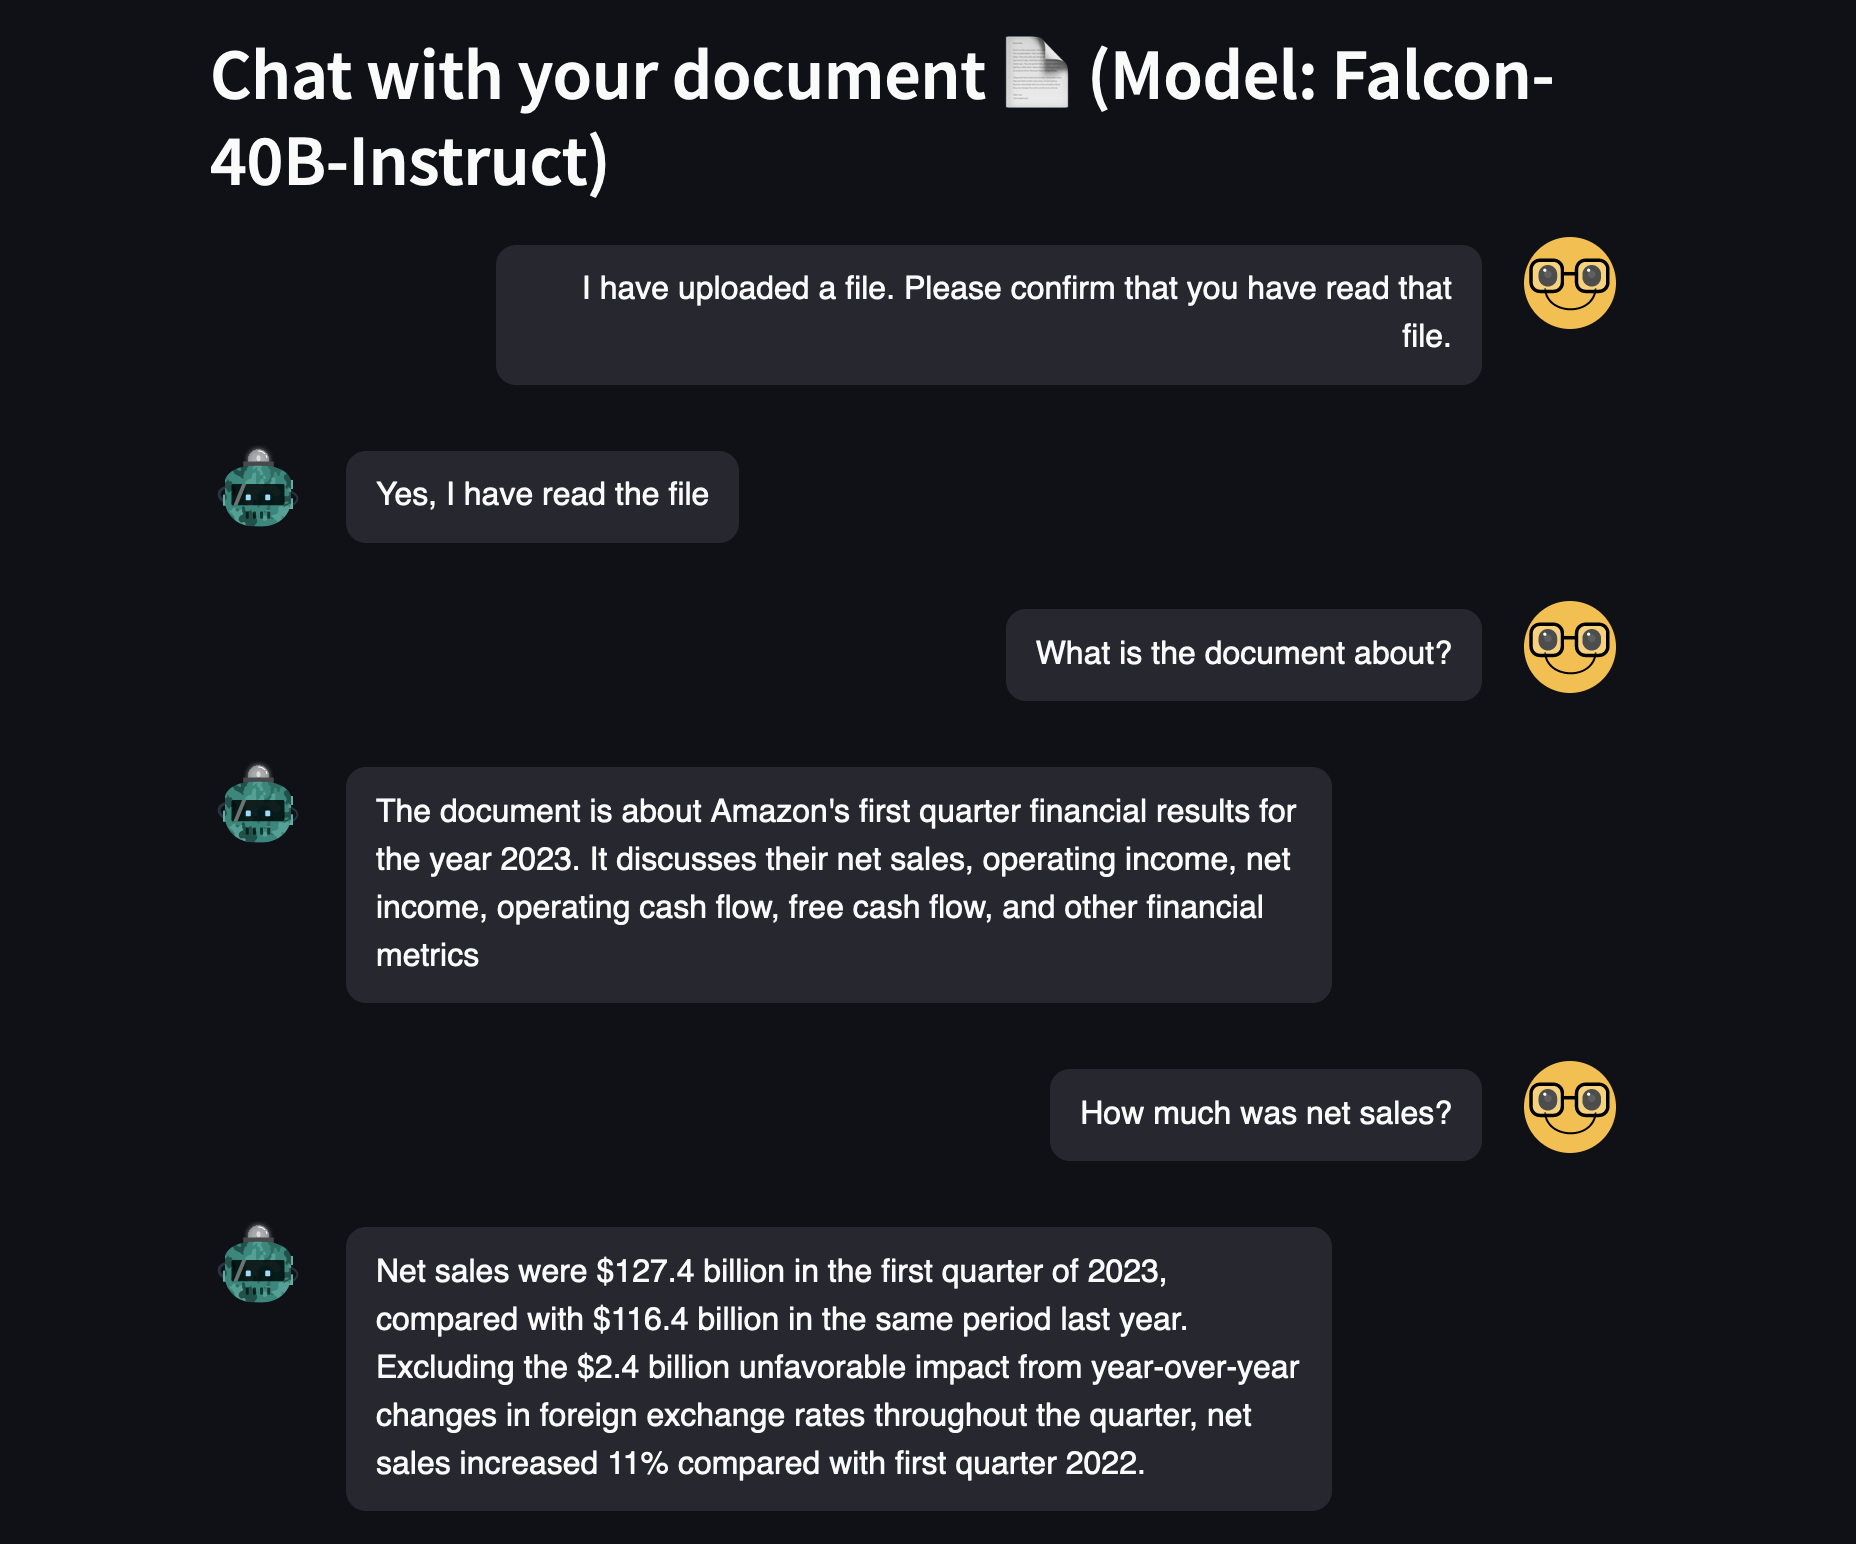 Chat with your document (Model: Falcon-
40B-Instruct)
I have uploaded a file. Please confirm that you have read that
file.
Yes, I have read the file
What is the document about?
The document is about Amazon's first quarter financial results for
the year 2023. It discusses their net sales, operating income, net
income, operating cash flow, free cash flow, and other financial
metrics
How much was net sales?
Net sales were $127.4 billion in the first quarter of 2023,
compared with $116.4 billion in the same period last year.
Excluding the $2.4 billion unfavorable impact from year-over-year
changes in foreign exchange rates throughout the quarter, net
sales increased 11% compared with first quarter 2022.